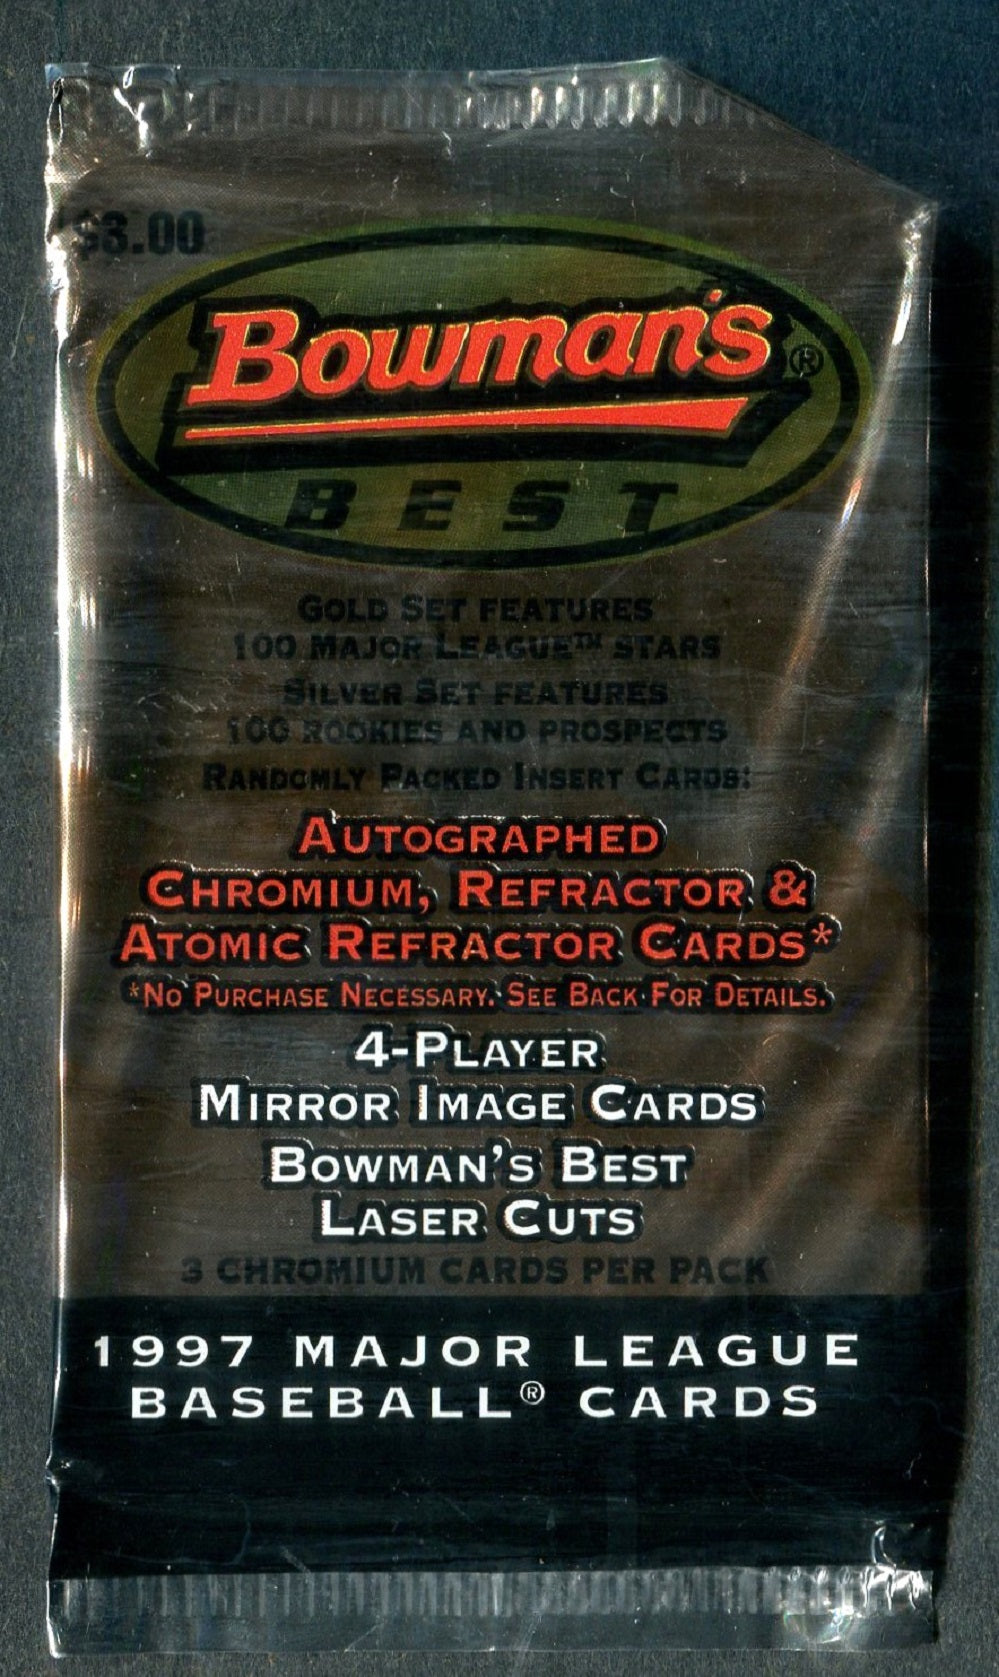 $3.00
Bowman's®
BEST
GOLD SET FEATURES
100 MAJOR LEAGUE™ STARS
SILVER SET FEATURES
100 ROOKIES AND PROSPECTS
RANDOMLY PACKED INSERT CARDS:
AUTOGRAPHED
CHROMIUM, REFRACTOR &
ATOMIC REFRACTOR CARDS*
*NO PURCHASE NECESSARY. SEE BACK FOR DETAILS.
4-PLAYER
MIRROR IMAGE CARDS
BOWMAN'S BEST
LASER CUTS
3 CHROMIUM CARDS PER PACK
1997 MAJOR LEAGUE
BASEBALL® CARDS